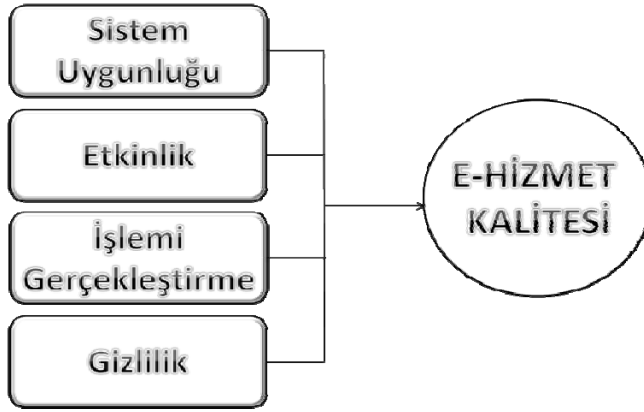 Sistem
Uygunluğu
Etkinlik
İşlemi
Gerçekleştirme
Gizlilik
E-HİZMET
KALİTESİ